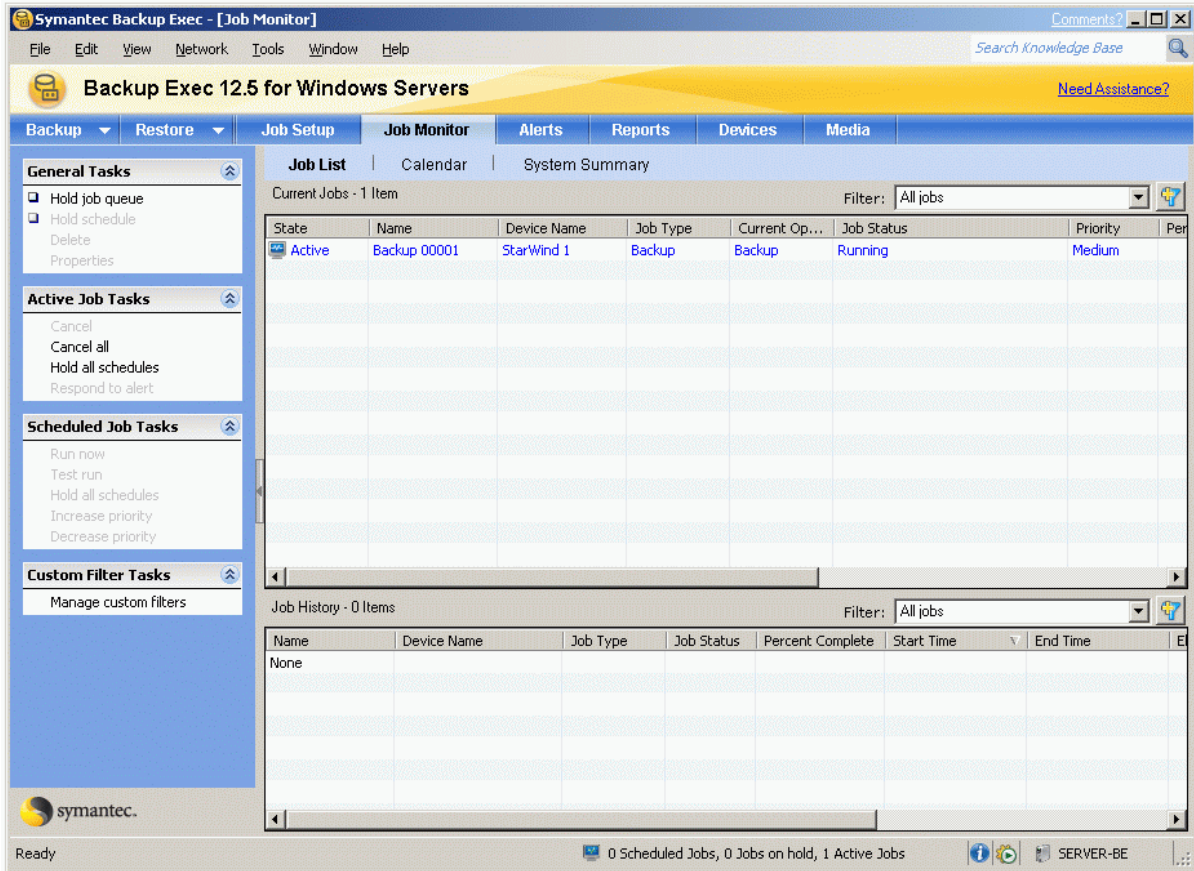 Symantec Backup Exec - [Job Monitor] Comments?
File Edit View Network Tools Window Help Search Knowledge Base
Backup Exec 12.5 for Windows Servers Need Assistance?
Backup Restore Job Setup Job Monitor Alerts Reports Devices Media
Job List Calendar System Summary
General Tasks
Hold job queue
Hold schedule
Delete
Properties
Active Job Tasks
Cancel
Cancel all
Hold all schedules
Respond to alert
Scheduled Job Tasks
Run now
Test run
Hold all schedules
Increase priority
Decrease priority
Custom Filter Tasks
Manage custom filters
symantec.
Current Jobs - 1 Item Filter: All jobs
State Name Device Name Job Type Current Op... Job Status Priority Per
Active Backup 00001 StarWind 1 Backup Backup Running Medium
Job History - 0 Items Filter: All jobs
Name Device Name Job Type Job Status Percent Complete Start Time End Time El
None
Ready 0 Scheduled Jobs, 0 Jobs on hold, 1 Active Jobs SERVER-BE